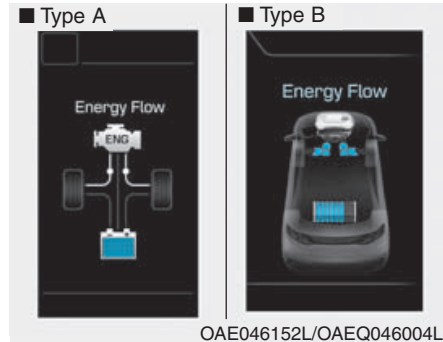 ■ Type A
■ Type B
Energy Flow
ENG
Energy Flow
OAE046152L/OAEQ046004L